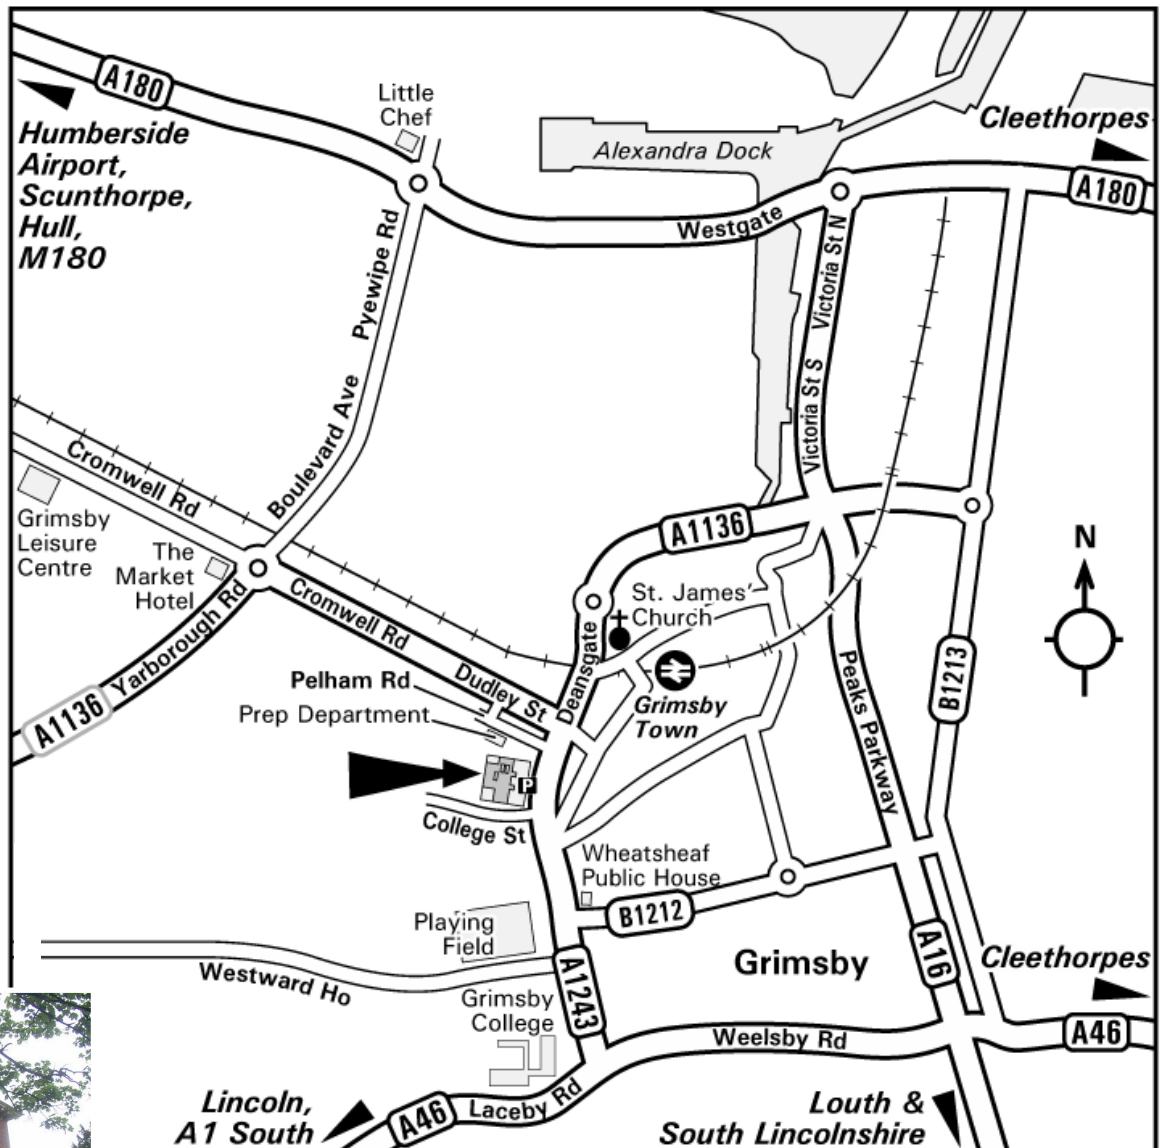 A180
Little
Chef
Cleethorpes
Humberside
Airport,
Scunthorpe,
Hull,
M180
Alexandra Dock
A180
Westgate
Pyewipe Rd
Victoria St N
Boulevard Ave
Victoria St S
Cromwell Rd
Grimsby
Leisure
Centre
The
Market
Hotel
A1136
N
Yarborough Rd
Cromwell Rd
St. James'
Church
A1136
Pelham Rd
Dudley St
Deansgate
Prep Department
Grimsby
Town
Peaks Parkway
B1213
P
College St
Wheatsheaf
Public House
B1212
Playing
Field
Westward Ho
A1243
Grimsby
A16
Cleethorpes
Grimsby
College
Weelsby Rd
A46
Lincoln,
A1 South
A46
Laceby Rd
Louth &
South Lincolnshire